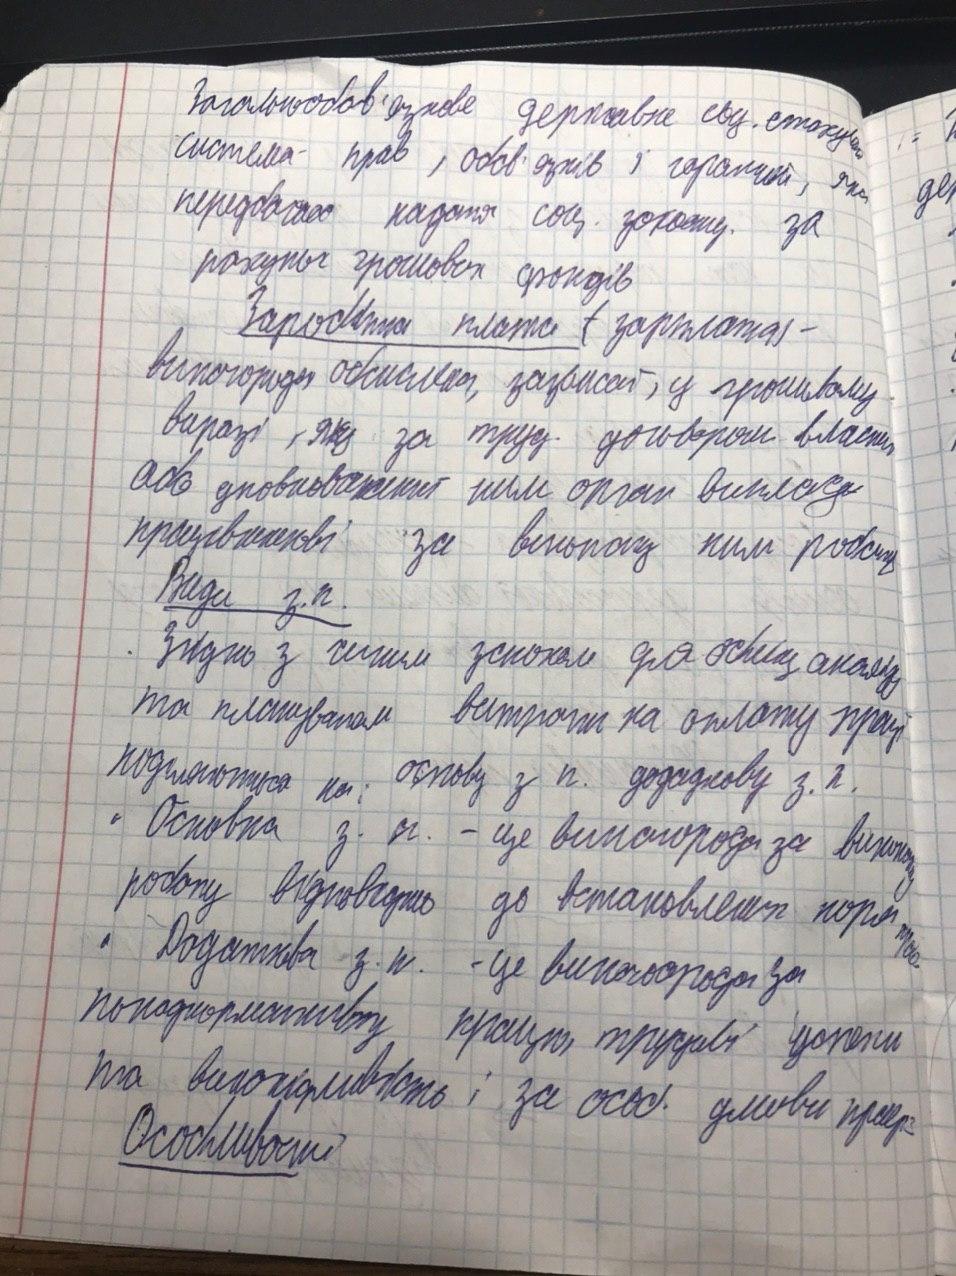 Загальнообов'язкове державне соц. страхування
система прав, обов'язків і гарантій, яка
передбачає надання соц. захисту за
рахунок грошових фондів
Заробітна плата (зарплата) -
винагорода обчислена, зазвичай, у грошовому
виразі, яку за труд. договором власник
або уповноважений ним орган виплачує
працівникові за виконану ним роботу
Види з.п.
Згідно з чиним законом для обліку, аналізу
та планування витрати на оплату праці
поділяються на: основу з п. додаднову з.п.
• Основна з. п. - це винагорода за виконану
роботу відповідно до встановлених норм праці
• Додаткова з.п. - це винагорода за
понаднормативну працю, трудові успіхи
та винахідливість і за особ. умови праці
Особливості